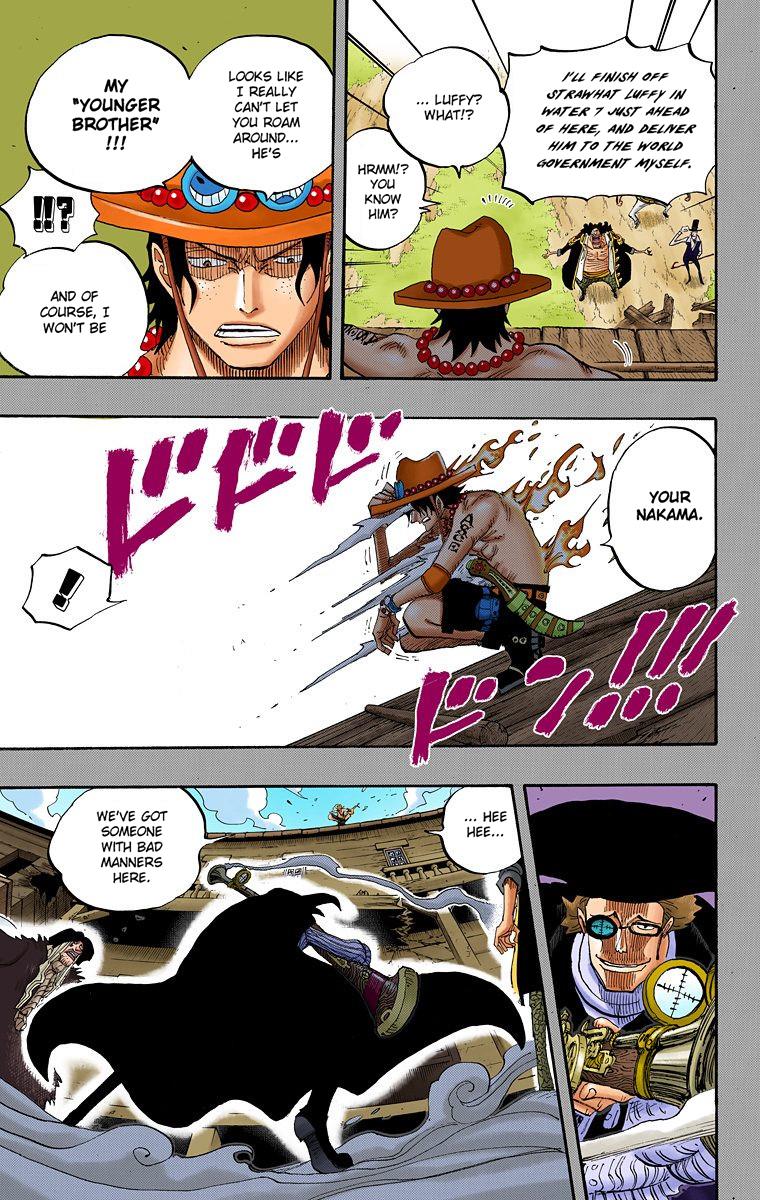 I'LL FINISH OFF
STRAWHAT LUFFY IN
WATER 7 JUST AHEAD
OF HERE, AND DELIVER
HIM TO THE WORLD
GOVERNMENT MYSELF.
... LUFFY?
WHAT!?
HRMM!?
YOU
KNOW
HIM?
LOOKS LIKE
I REALLY
CAN'T LET
YOU ROAM
AROUND...
HE'S
MY
"YOUNGER
BROTHER"
!!!
!!?
AND OF
COURSE, I
WON'T BE
YOUR
NAKAMA.
ドドド
ドン!!!
!
... HEE
HEE...
WE'VE GOT
SOMEONE
WITH BAD
MANNERS
HERE.